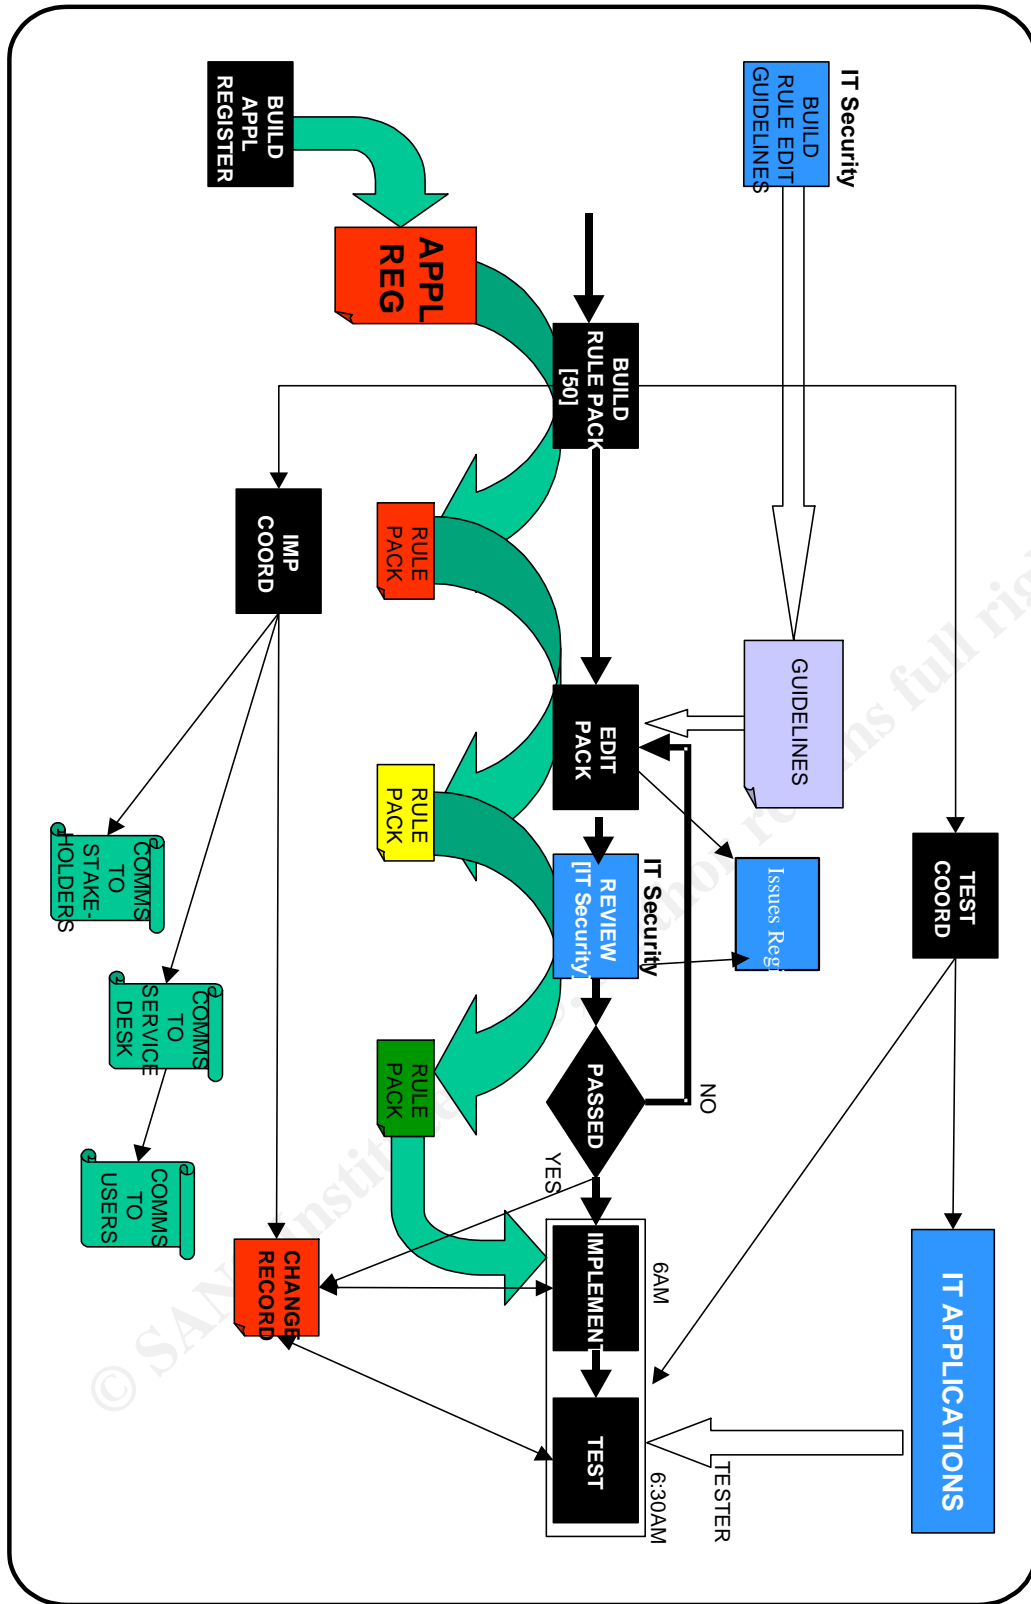 TEST
COORD
IT APPLICATIONS
IT Security
BUILD
RULE EDIT
GUIDELINES
GUIDELINES
Issues Regi
TESTER
NO
6AM
6:30AM
IT Security
BUILD
RULE PACK
[50]
EDIT
PACK
REVIEW
[IT Security]
PASSED
YES
IMPLEMENT
TEST
APPL
REG
RULE
PACK
RULE
PACK
RULE
PACK
BUILD
APPL
REGISTER
IMP
COORD
CHANGE
RECORD
COMMS
TO
STAKE-
HOLDERS
COMMS
TO
SERVICE
DESK
COMMS
TO
USERS
© SAN